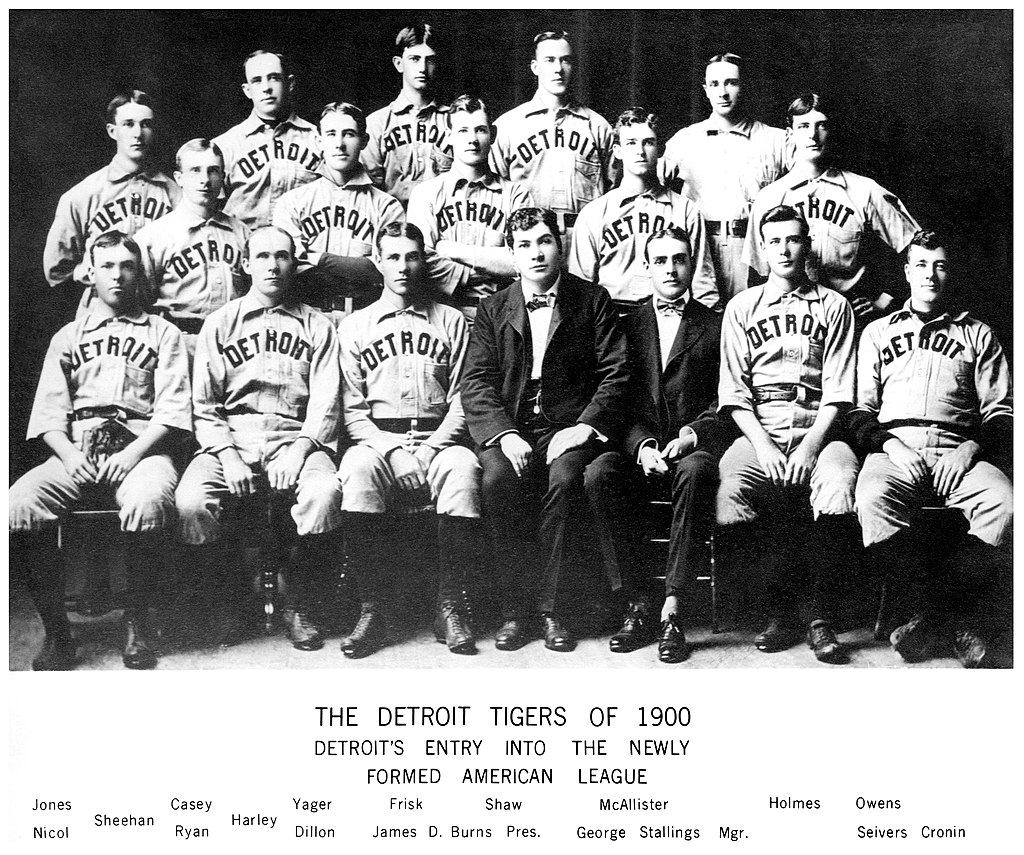 DETROIT
DETROIT
DETROIT
DETROIT
DETROIT
DETROIT
DETROIT
DETROIT
DETROIT
DETROIT
DETROIT
DETROIT
DETROIT
DETROIT
THE DETROIT TIGERS OF 1900
DETROIT'S ENTRY INTO THE NEWLY
FORMED AMERICAN LEAGUE
Jones Casey Yager Frisk Shaw McAllister Holmes Owens
Sheehan Harley
Nicol Ryan Dillon James D. Burns Pres. George Stallings Mgr. Seivers Cronin